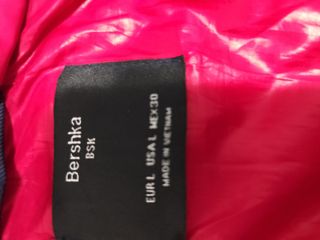 Bershka
BSK
EUR L USA L MEX 30
MADE IN VIETNAM